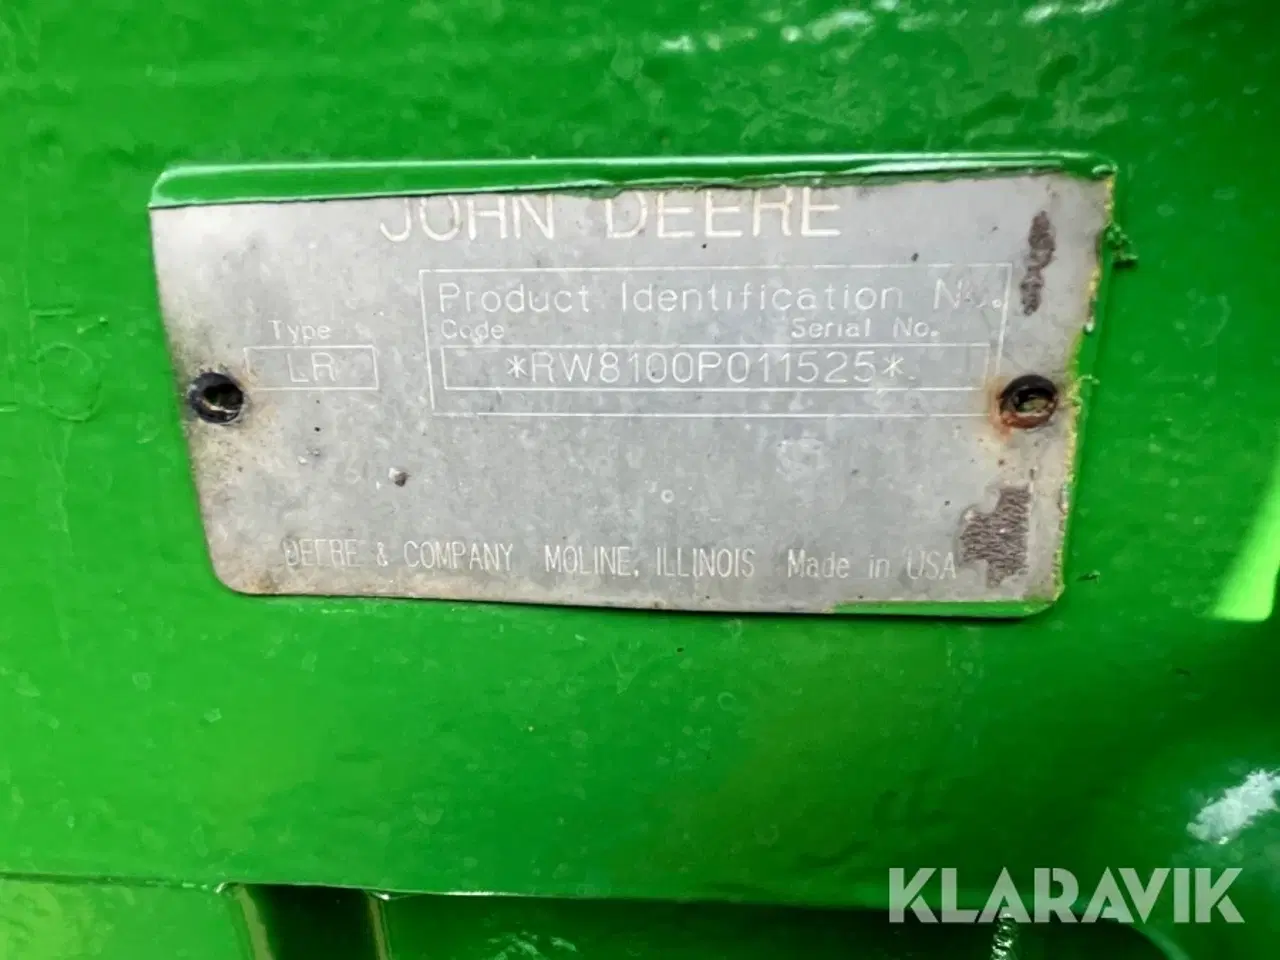 JOHN DEERE
Product Identification No.
Type
Code Serial No.
LR
*RW8100P011525*
DEERE & COMPANY MOLINE, ILLINOIS Made in USA
KLARAVIK